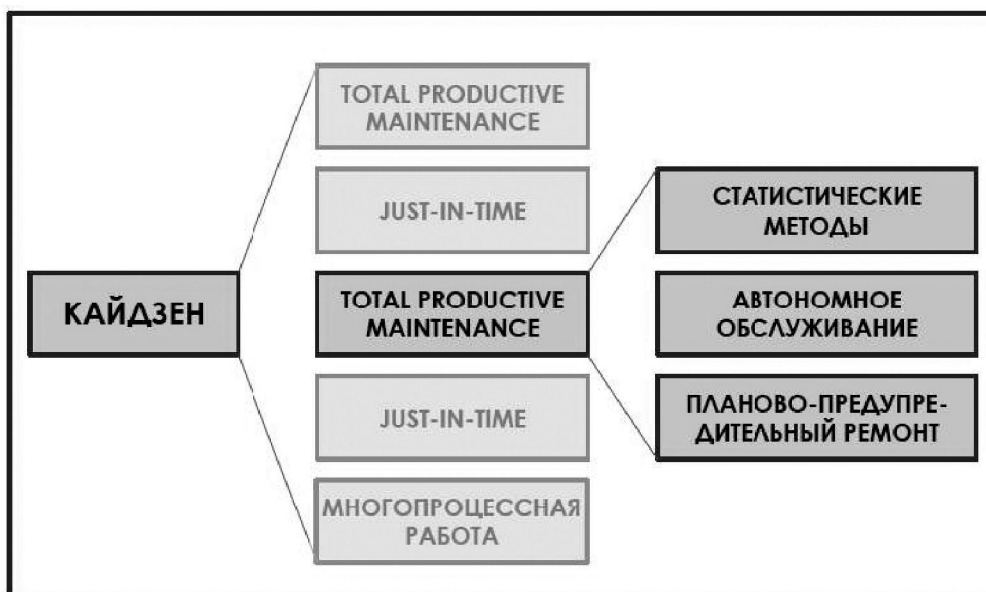 КАЙДЗЕН
TOTAL PRODUCTIVE
MAINTENANCE
JUST-IN-TIME
TOTAL PRODUCTIVE
MAINTENANCE
JUST-IN-TIME
МНОГОПРОЦЕССНАЯ
РАБОТА
СТАТИСТИЧЕСКИЕ
МЕТОДЫ
АВТОНОМНОЕ
ОБСЛУЖИВАНИЕ
ПЛАНОВО-ПРЕДУПРЕ-
ДИТЕЛЬНЫЙ РЕМОНТ